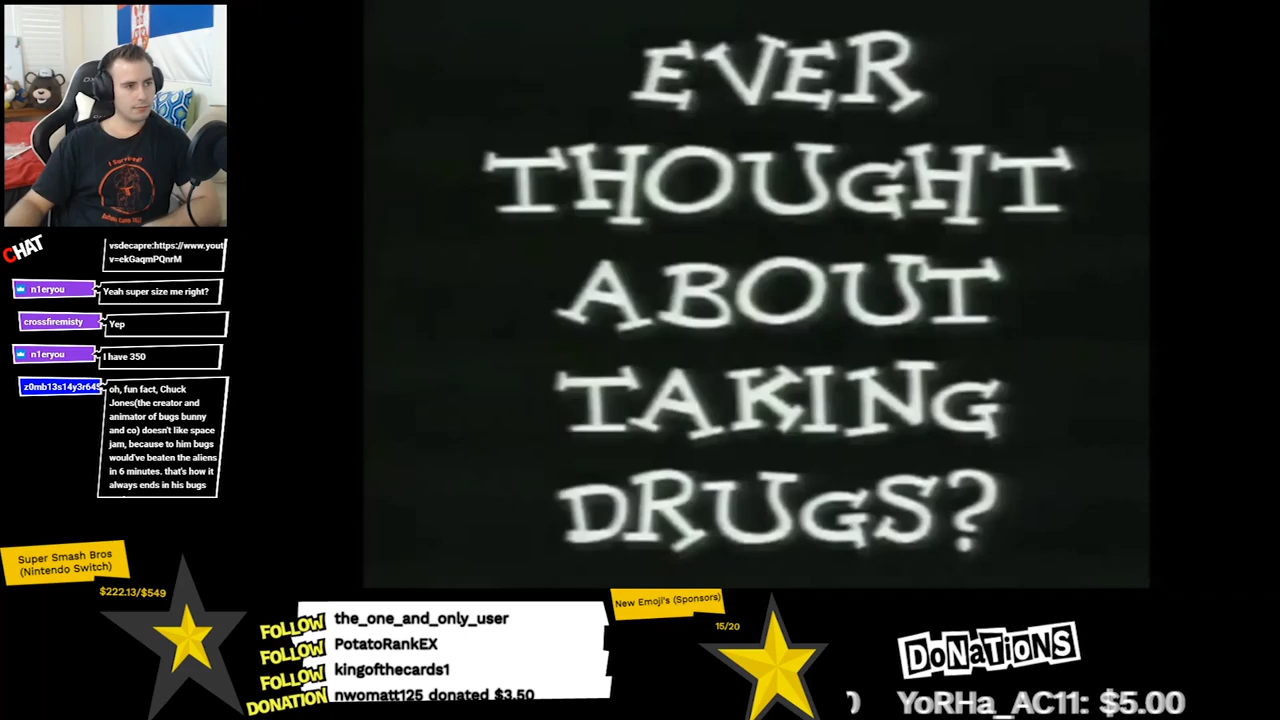 EVER
THOUGHT
ABOUT
TAKING
DRUGS?
I Survived!
CHAT
vsdecapre:https://www.yout
v=ekGaqmPQnrM
n1eryou
Yeah super size me right?
crossfiremisty
Yep
n1eryou
I have 350
z0mb13s14y3r645
oh, fun fact, Chuck
Jones(the creator and
animator of bugs bunny
and co) doesn't like space
jam, because to him bugs
would've beaten the aliens
in 6 minutes. that's how it
always ends in his bugs
Super Smash Bros
(Nintendo Switch)
$222.13/$549
FOLLOW the_one_and_only_user
FOLLOW PotatoRankEX
FOLLOW kingofthecards1
DONATION nwomatt125 donated $3.50
New Emoji's (Sponsors)
15/20
DoNaTiONS
) YoRHa_AC11: $5.00